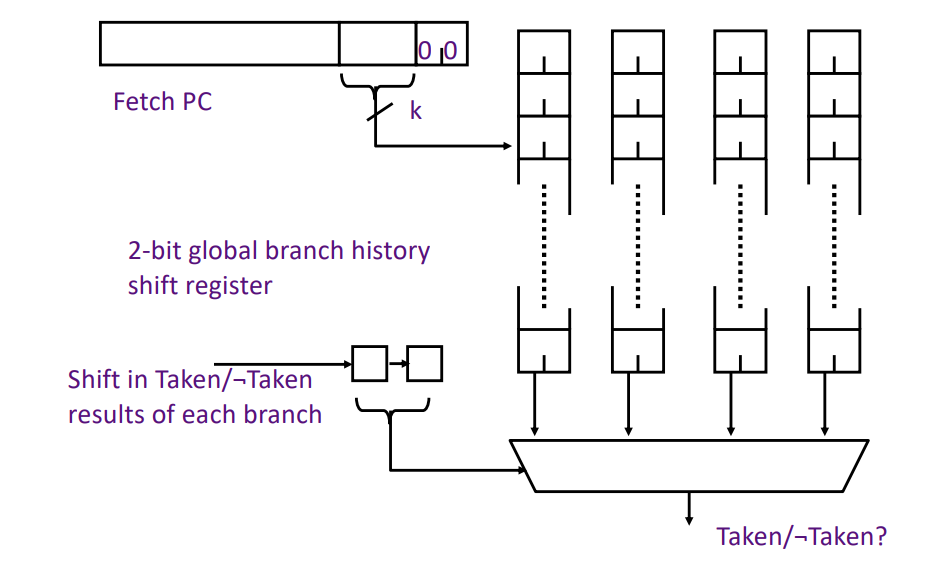 0 0
Fetch PC
k
2-bit global branch history
shift register
Shift in Taken/¬Taken
results of each branch
Taken/¬Taken?